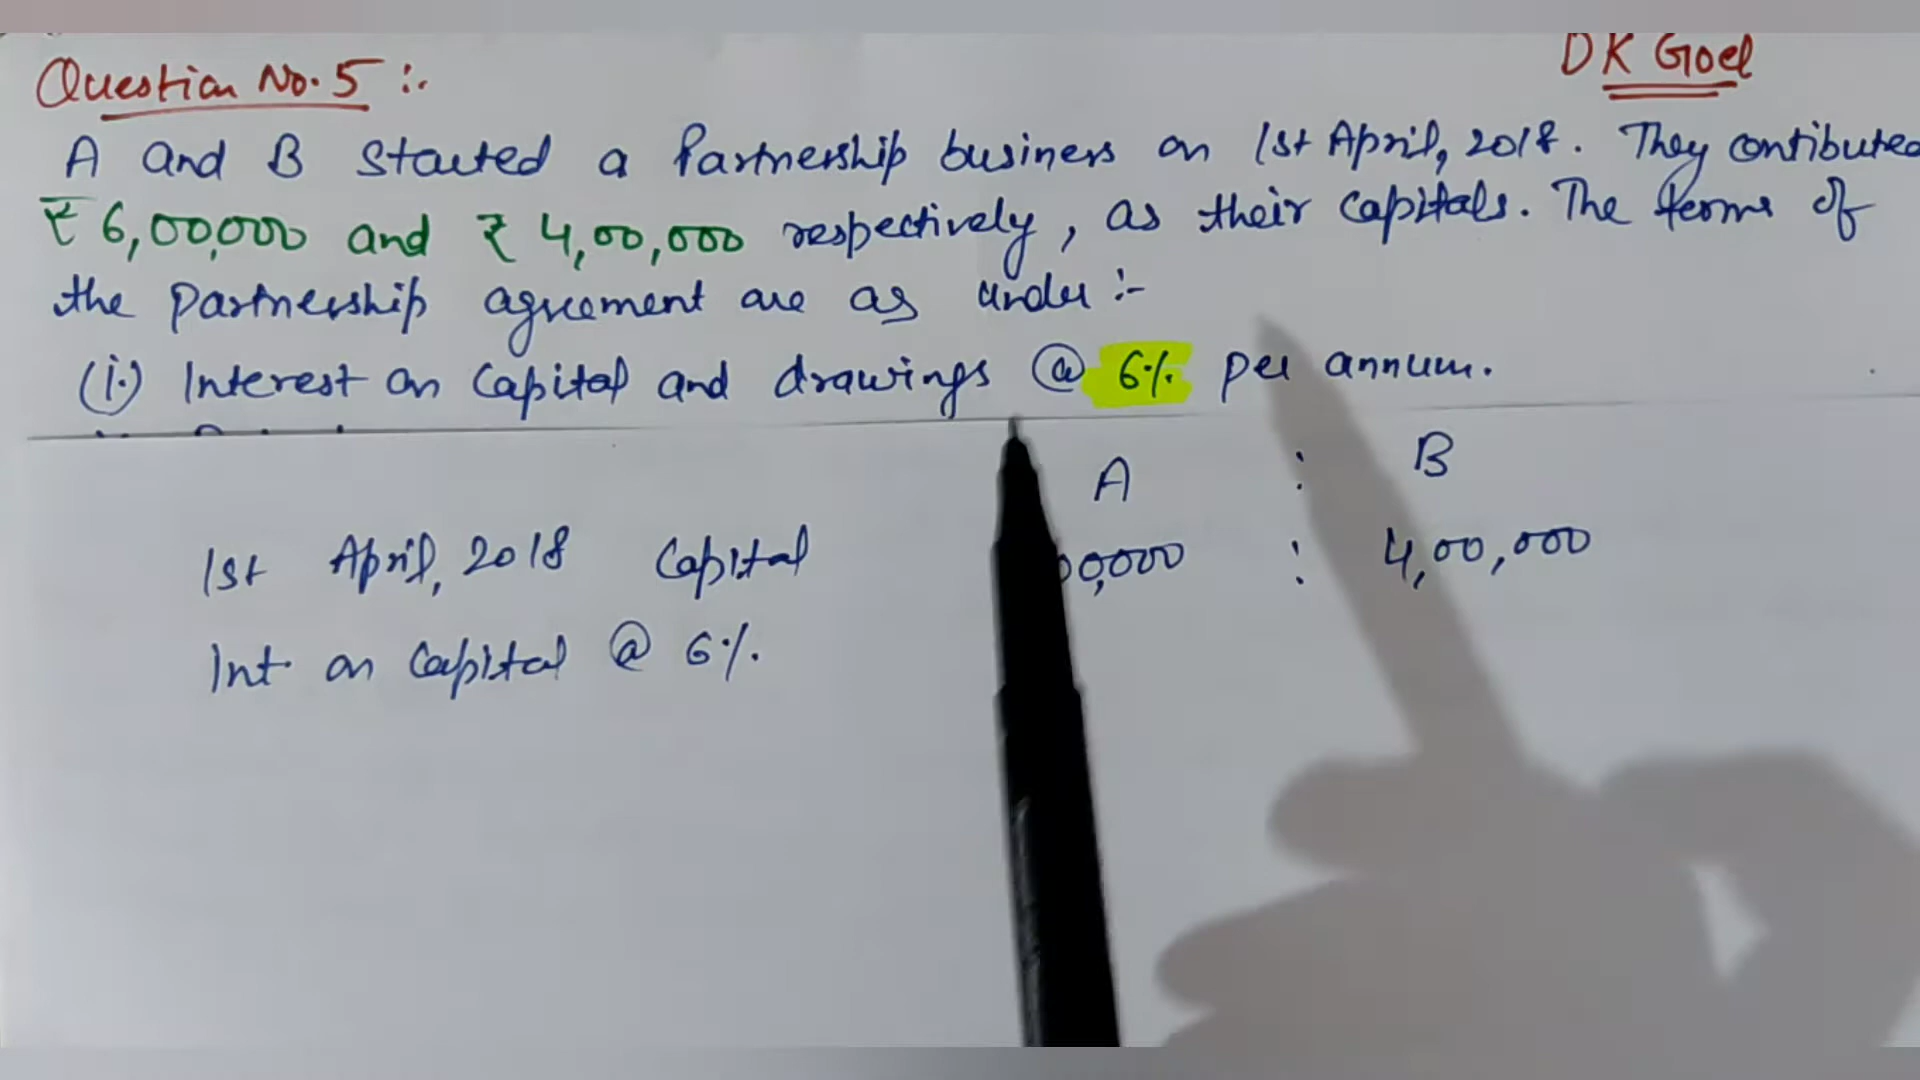 Question No. 5 :-
DK Goel
A and B started a Partnership business on 1st April, 2018. They contibuted
₹ 6,00,000 and ₹ 4,00,000 respectively, as their Capitals. The terms of
the partnership agreement are as under :-
(i.) Interest on Capital and drawings @ 6% per annum.
A : B
1st April, 2018 Capital 00,000 : 4,00,000
Int. on Capital @ 6%.